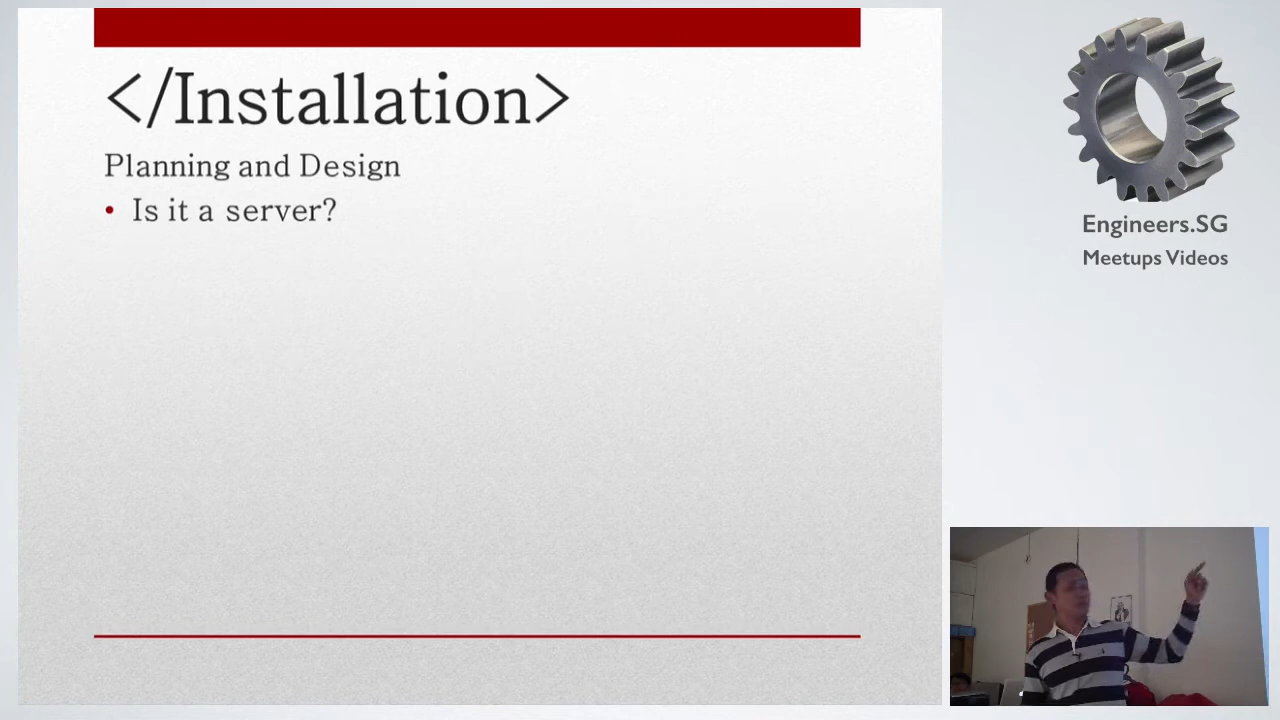 </Installation>
Planning and Design
• Is it a server?
Engineers.SG
Meetups Videos